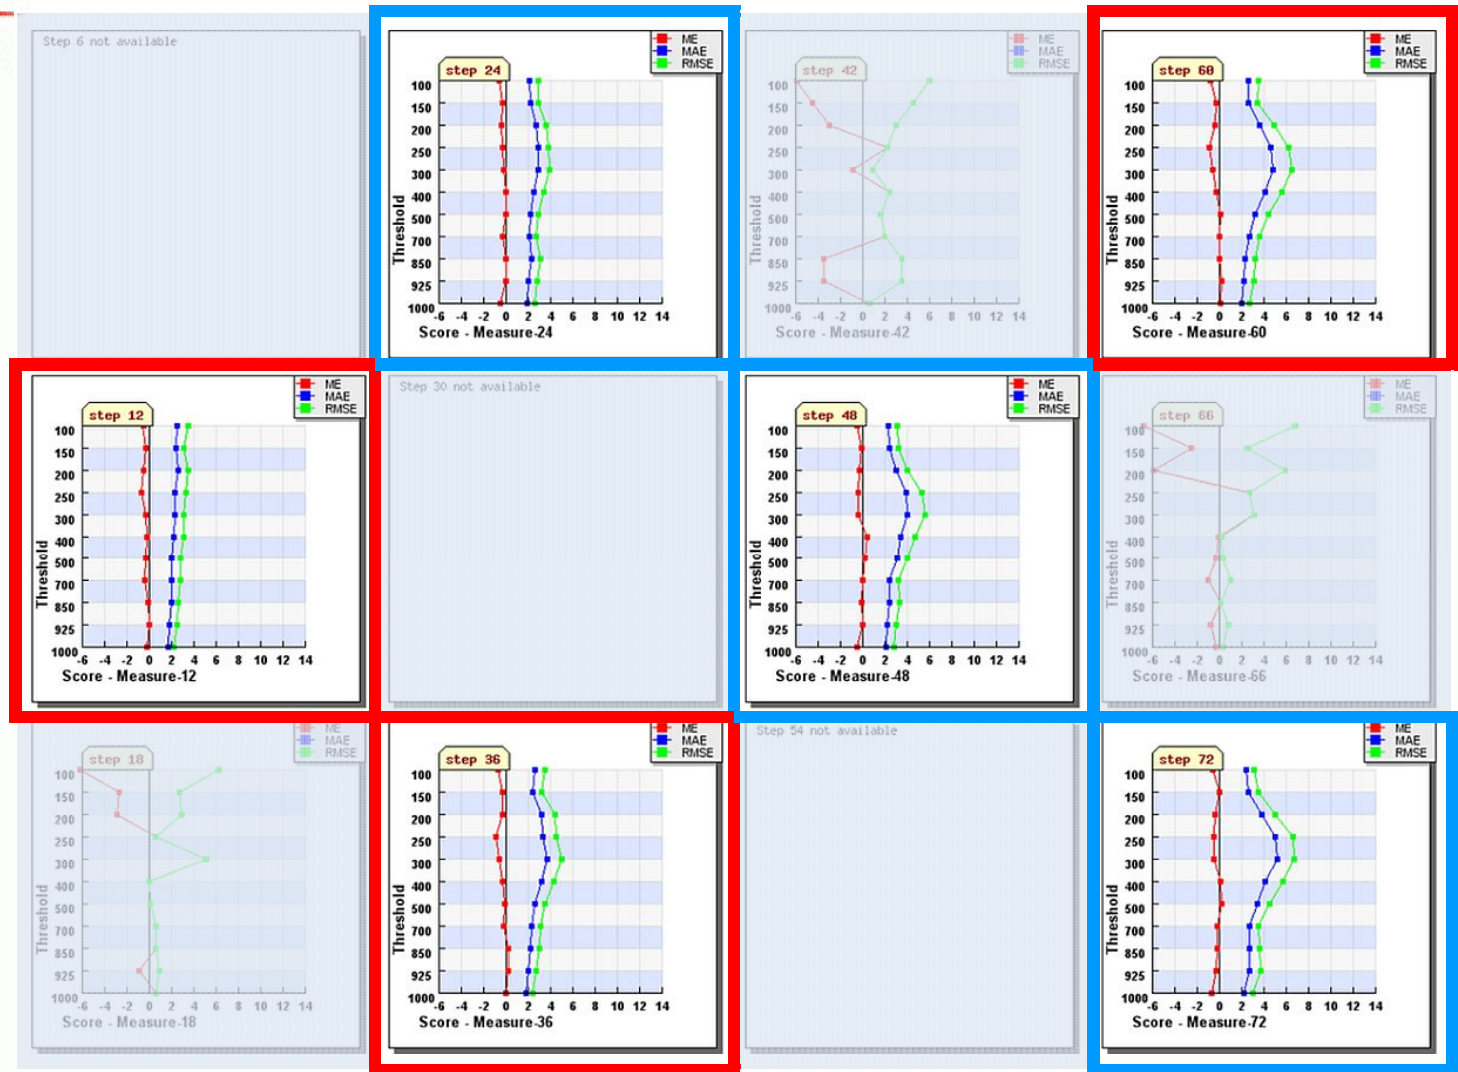 Step 6 not available
ME
MAE
RMSE
step 24
100
150
200
250
300
400
500
700
850
925
1000
Threshold
-6 -4 -2 0 2 4 6 8 10 12 14
Score - Measure-24
ME
MAE
RMSE
step 42
100
150
200
250
300
400
500
700
850
925
1000
Threshold
-6 -4 -2 0 2 4 6 8 10 12 14
Score - Measure-42
ME
MAE
RMSE
step 60
100
150
200
250
300
400
500
700
850
925
1000
Threshold
-6 -4 -2 0 2 4 6 8 10 12 14
Score - Measure-60
ME
MAE
RMSE
step 12
100
150
200
250
300
400
500
700
850
925
1000
Threshold
-6 -4 -2 0 2 4 6 8 10 12 14
Score - Measure-12
Step 30 not available
ME
MAE
RMSE
step 48
100
150
200
250
300
400
500
700
850
925
1000
Threshold
-6 -4 -2 0 2 4 6 8 10 12 14
Score - Measure-48
ME
MAE
RMSE
step 66
100
150
200
250
300
400
500
700
850
925
1000
Threshold
-6 -4 -2 0 2 4 6 8 10 12 14
Score - Measure-66
ME
MAE
RMSE
step 18
100
150
200
250
300
400
500
700
850
925
1000
Threshold
-6 -4 -2 0 2 4 6 8 10 12 14
Score - Measure-18
ME
MAE
RMSE
step 36
100
150
200
250
300
400
500
700
850
925
1000
Threshold
-6 -4 -2 0 2 4 6 8 10 12 14
Score - Measure-36
Step 54 not available
ME
MAE
RMSE
step 72
100
150
200
250
300
400
500
700
850
925
1000
Threshold
-6 -4 -2 0 2 4 6 8 10 12 14
Score - Measure-72